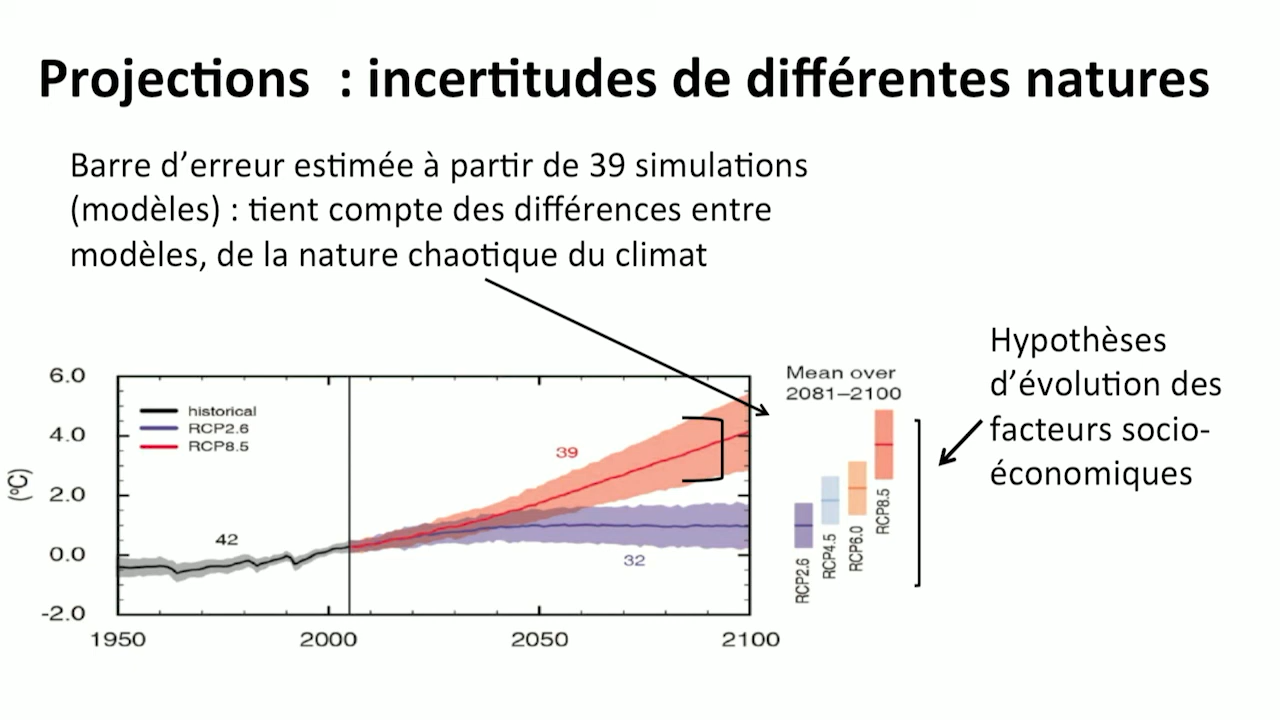 Projections : incertitudes de différentes natures
Barre d’erreur estimée à partir de 39 simulations
(modèles) : tient compte des différences entre
modèles, de la nature chaotique du climat
Hypothèses
d’évolution des
facteurs socio-
économiques
Mean over
2081–2100
6.0
4.0
2.0
0.0
-2.0
(ºC)
historical
RCP2.6
RCP8.5
42
39
32
1950
2000
2050
2100
RCP2.6
RCP4.5
RCP6.0
RCP8.5